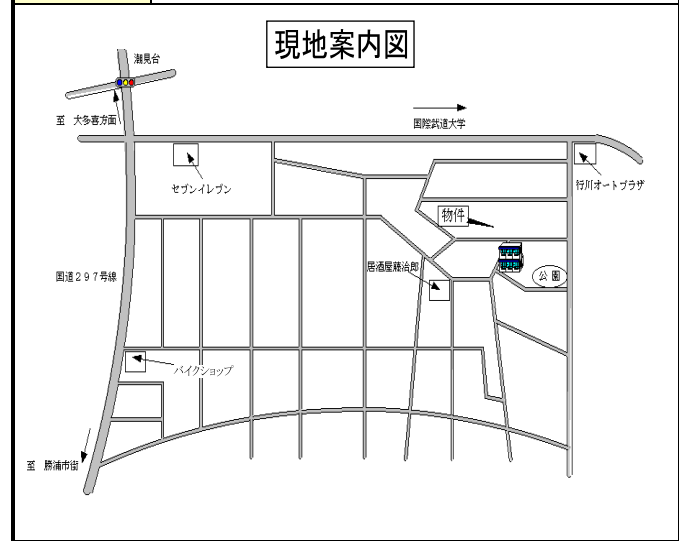 現地案内図
潮見台
至 大多喜方面
国際武道大学
セブンイレブン
行川オートプラザ
物件
居酒屋藤治郎
公園
国道297号線
バイクショップ
至 勝浦市街